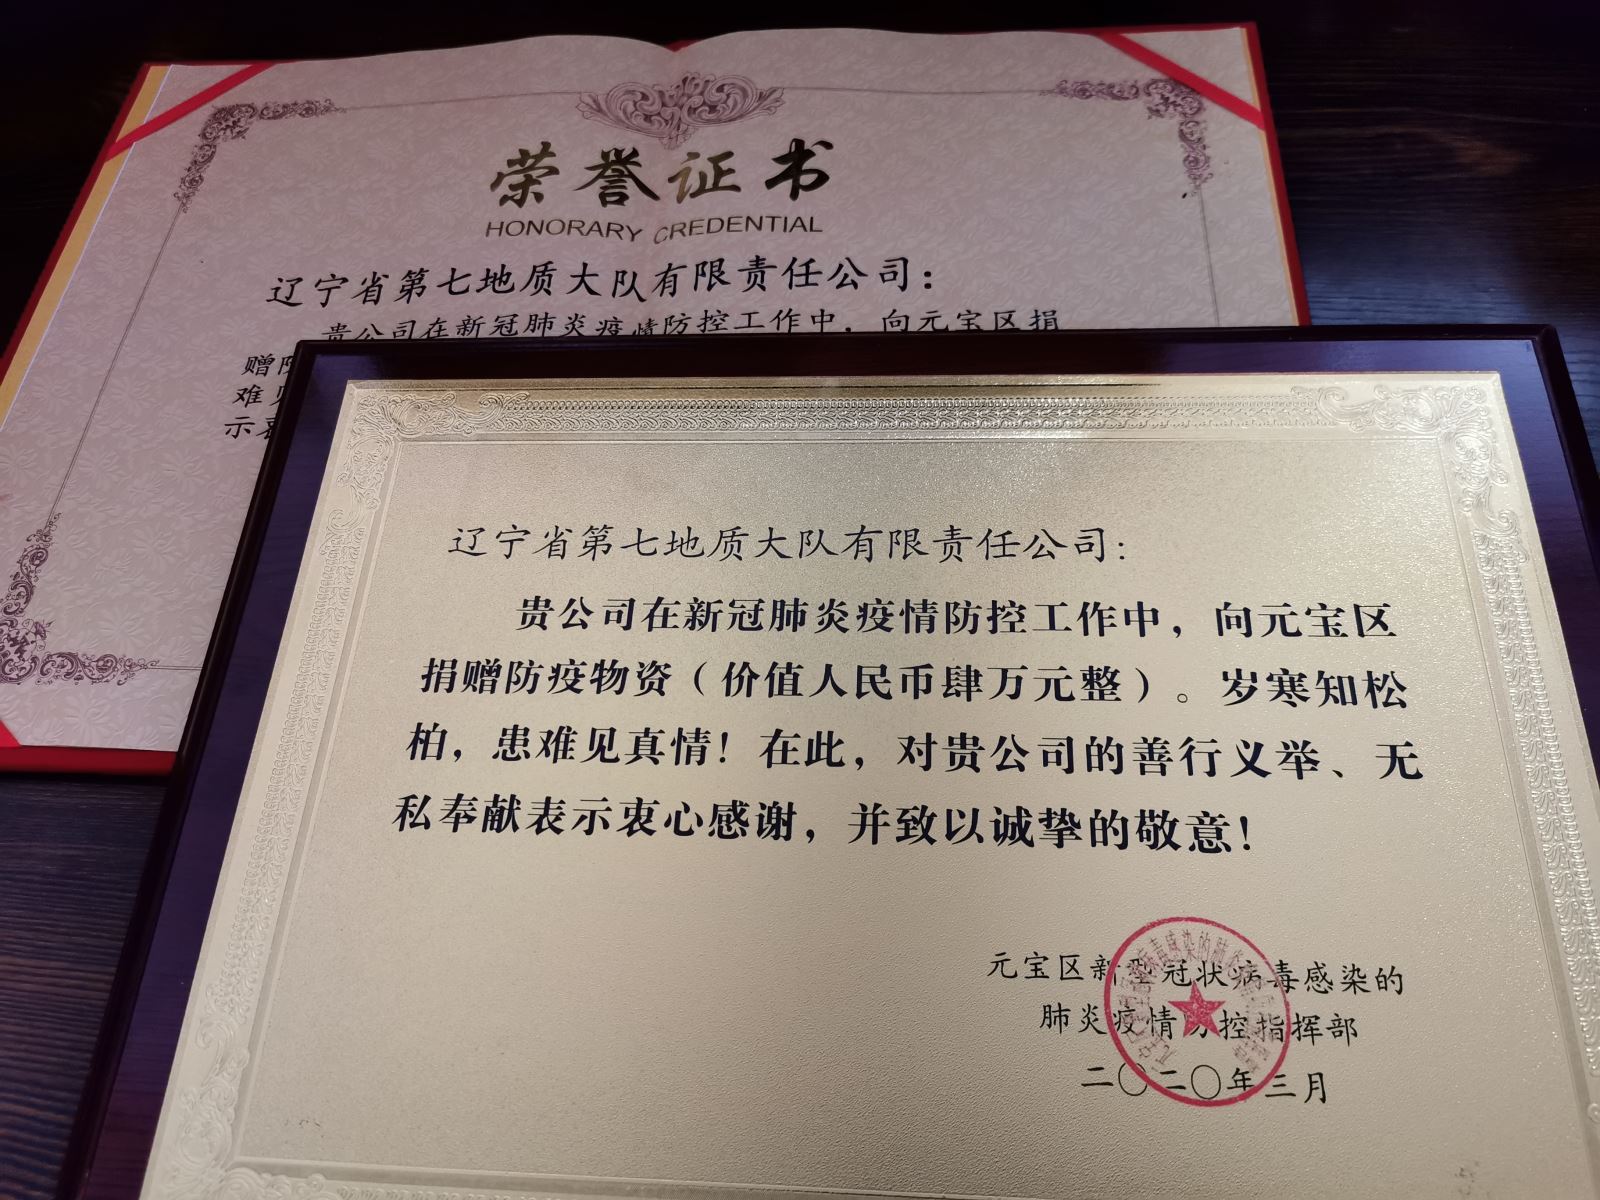 荣誉证书
HONORARY CREDENTIAL
辽宁省第七地质大队有限责任公司：
贵公司在新冠肺炎疫情防控工作中，向元宝区捐
赠防
难见
示衷
辽宁省第七地质大队有限责任公司：
贵公司在新冠肺炎疫情防控工作中，向元宝区
捐赠防疫物资（价值人民币肆万元整）。岁寒知松
柏，患难见真情！在此，对贵公司的善行义举、无
私奉献表示衷心感谢，并致以诚挚的敬意！
元宝区新型冠状病毒感染的
肺炎疫情防控指挥部
二〇二〇年三月